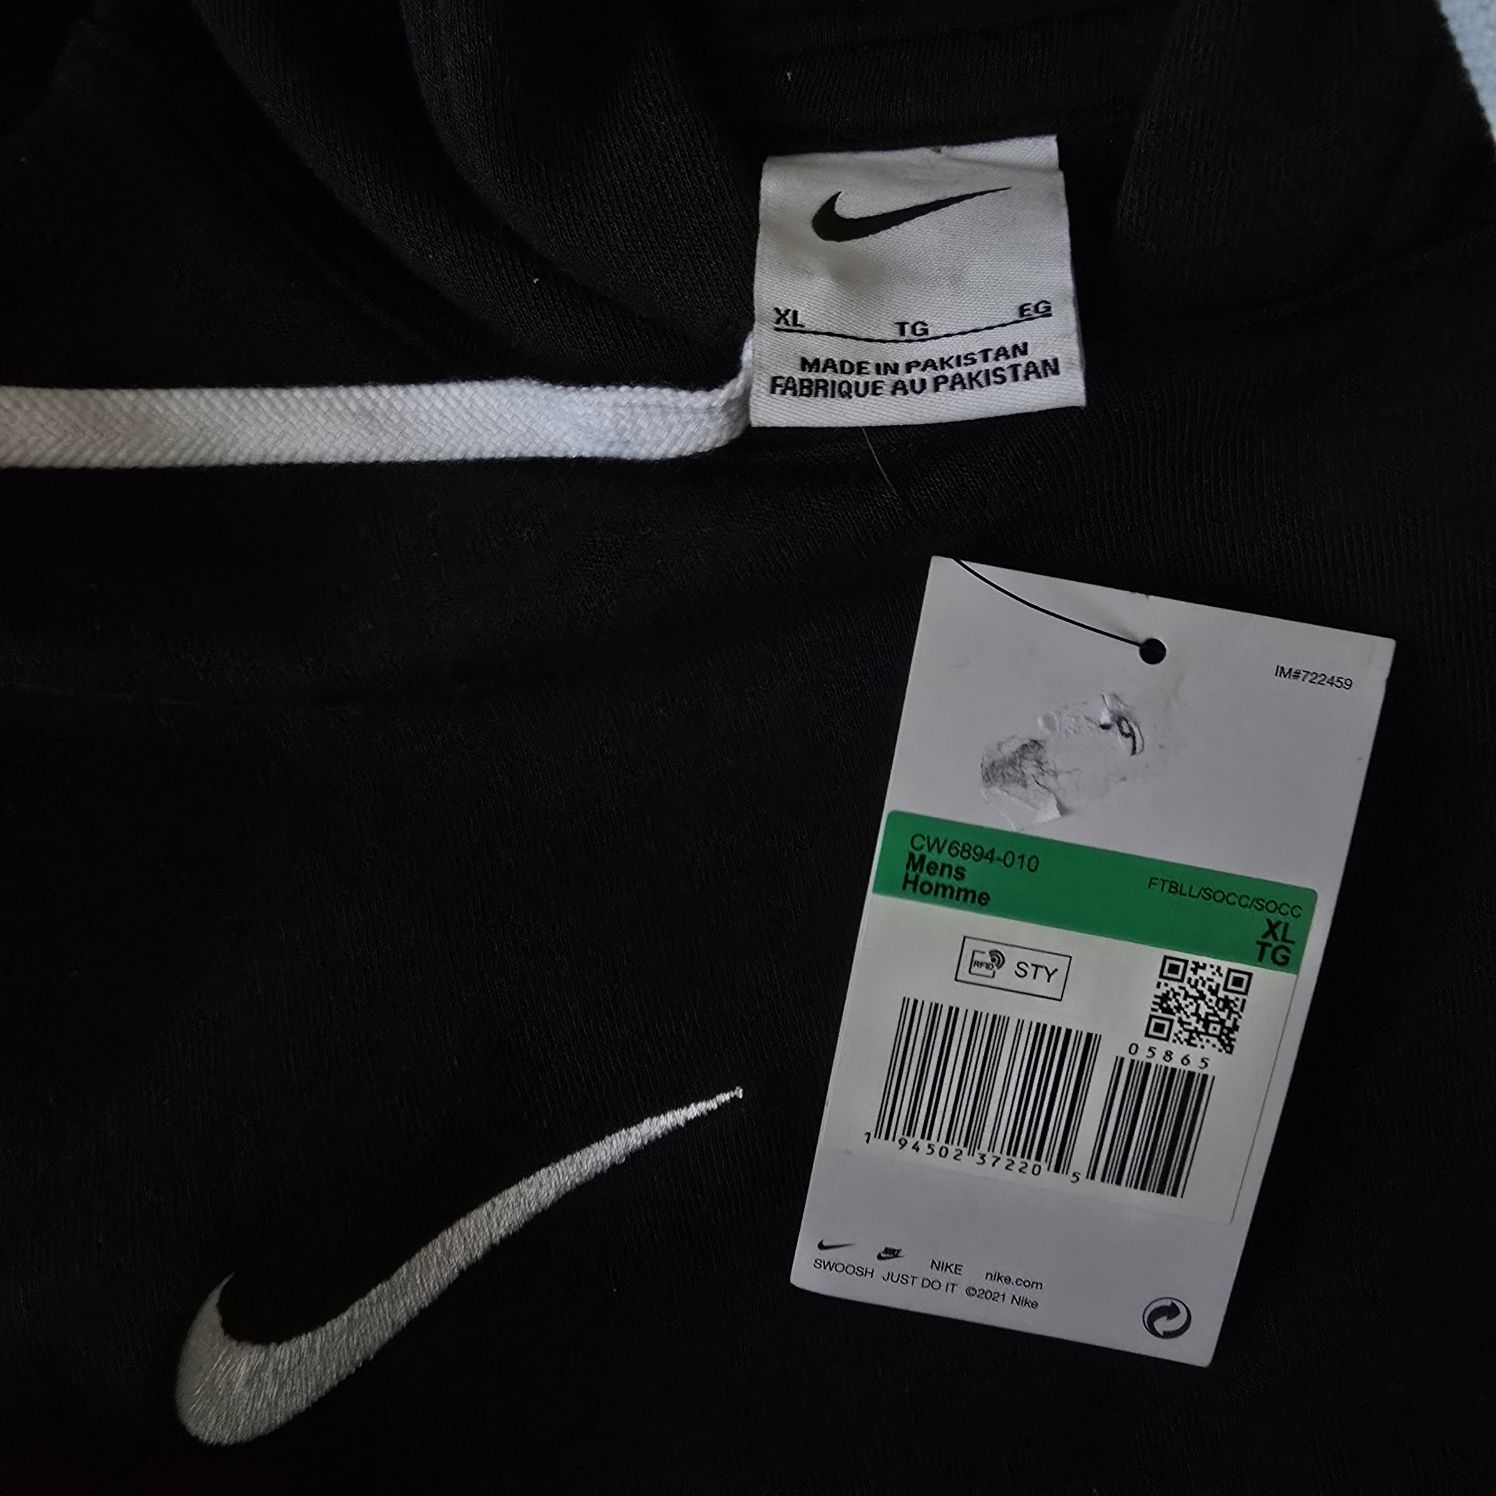 XL TG EG
MADE IN PAKISTAN
FABRIQUE AU PAKISTAN
IM#722459
CW6894-010
Mens
Homme
FTBLL/SOCC/SOCC
XL
TG
RFID STY
05865
1 94502 37220 5
NIKE nike.com
SWOOSH JUST DO IT ©2021 Nike